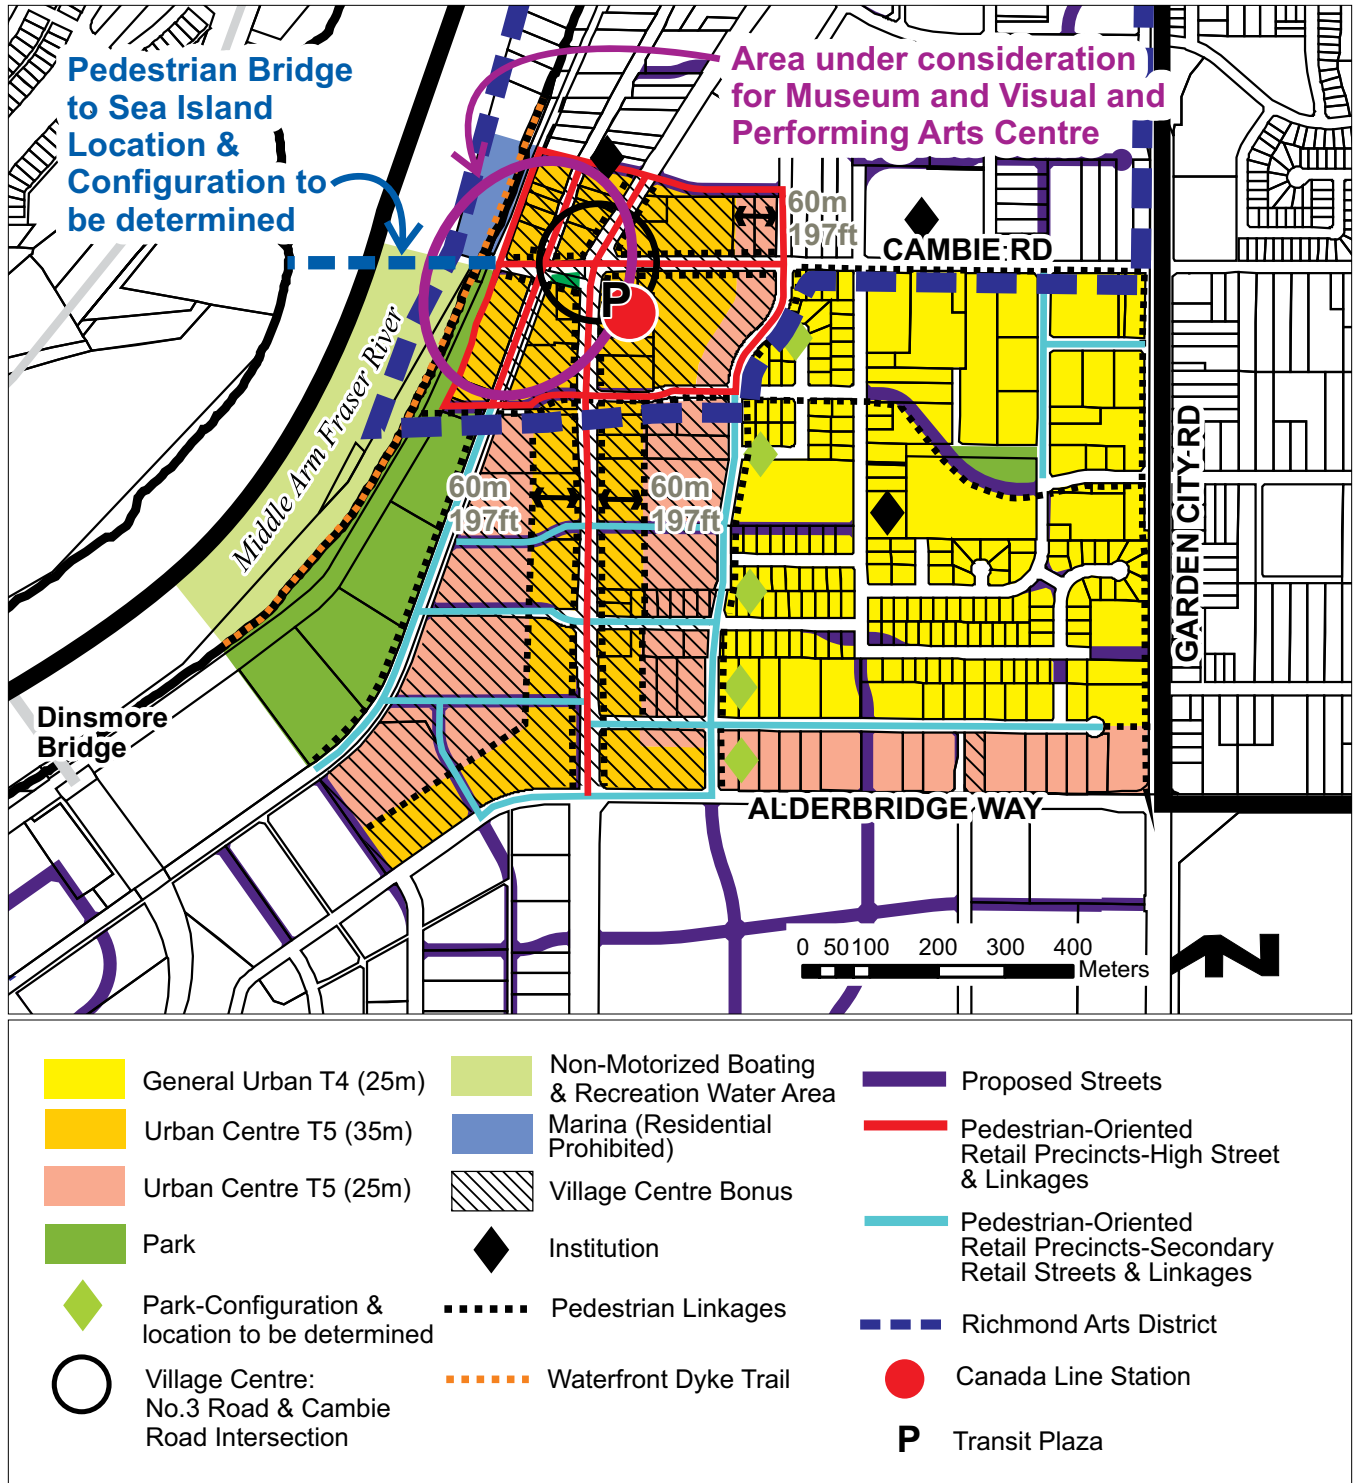 Pedestrian Bridge
to Sea Island
Location &
Configuration to
be determined
Area under consideration
for Museum and Visual and
Performing Arts Centre
60m
197ft
CAMBIE RD
P
Middle Arm Fraser River
60m
197ft
60m
197ft
GARDEN CITY RD
Dinsmore
Bridge
ALDERBRIDGE WAY
0 50 100 200 300 400
Meters
N
General Urban T4 (25m)
Urban Centre T5 (35m)
Urban Centre T5 (25m)
Park
Park-Configuration &
location to be determined
Village Centre:
No.3 Road & Cambie
Road Intersection
Non-Motorized Boating
& Recreation Water Area
Marina (Residential
Prohibited)
Village Centre Bonus
Institution
Pedestrian Linkages
Waterfront Dyke Trail
Proposed Streets
Pedestrian-Oriented
Retail Precincts-High Street
& Linkages
Pedestrian-Oriented
Retail Precincts-Secondary
Retail Streets & Linkages
Richmond Arts District
Canada Line Station
P
Transit Plaza